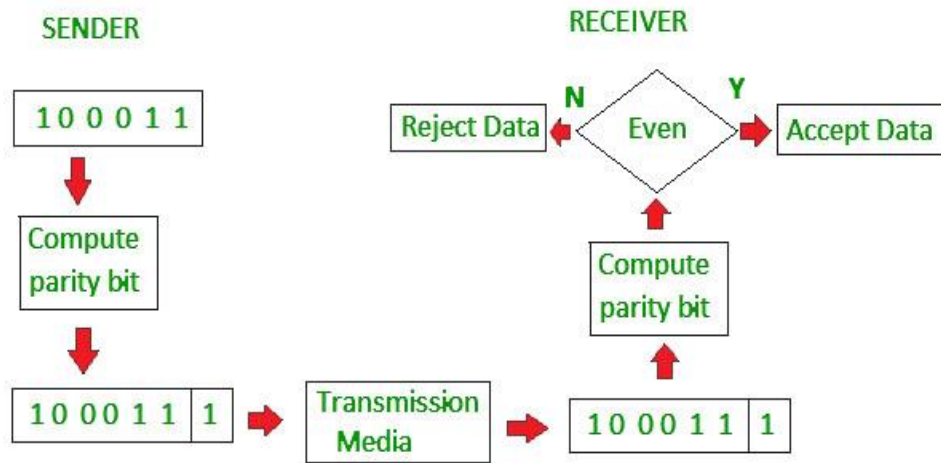 SENDER
1 0 0 0 1 1
Compute
parity bit
1 0 0 0 1 1 1
Transmission
Media
RECEIVER
1 0 0 0 1 1 1
Compute
parity bit
Even
N
Reject Data
Y
Accept Data